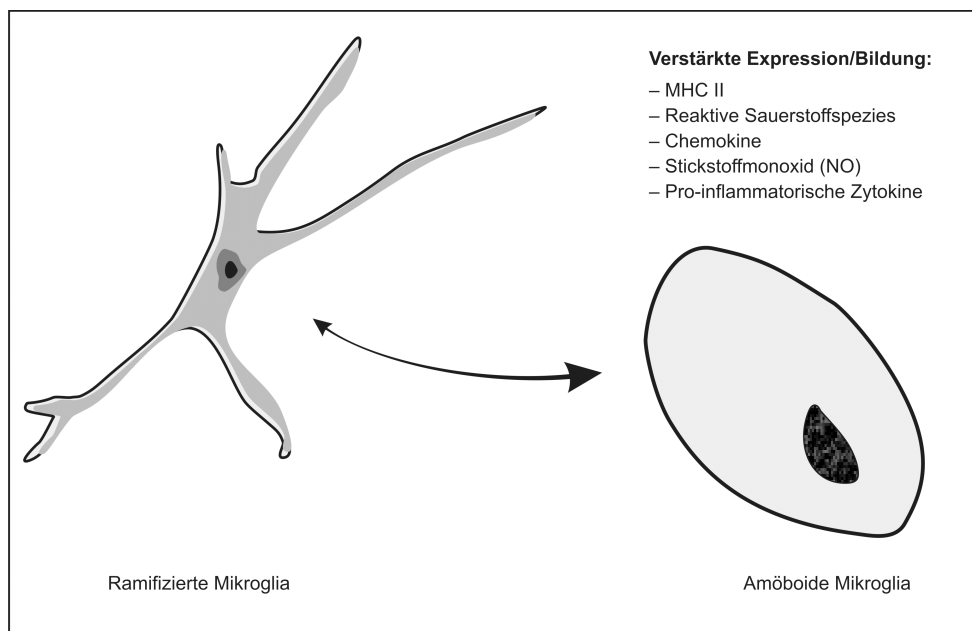 Verstärkte Expression/Bildung:
– MHC II
– Reaktive Sauerstoffspezies
– Chemokine
– Stickstoffmonoxid (NO)
– Pro-inflammatorische Zytokine
Ramifizierte Mikroglia
Amöboide Mikroglia